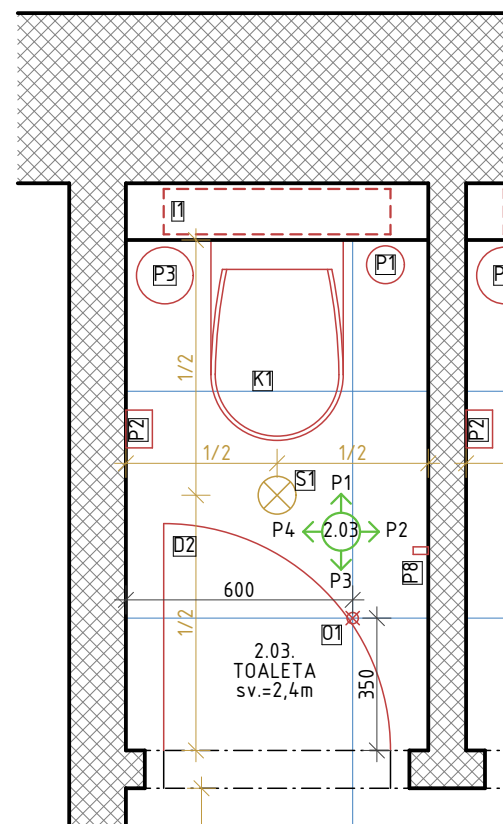 I1
P3
P1
1/2
K1
P2
P2
1/2
1/2
S1
P1
P4
2.03
P2
P3
D2
P8
600
1/2
O1
2.03.
TOALETA
sv.=2,4m
350